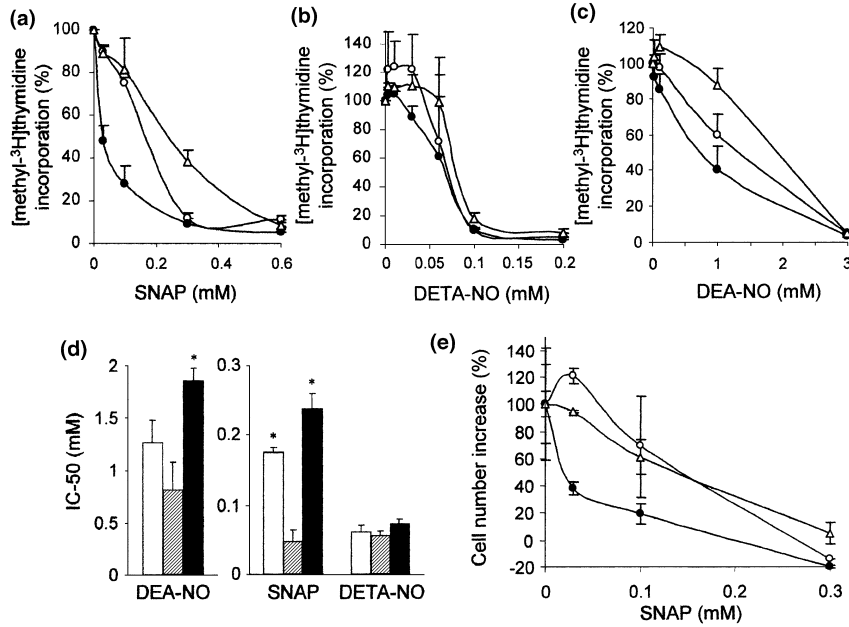 (a)
[methyl-³H]thymidine
incorporation (%)
100
80
60
40
20
0
0
0.2
0.4
0.6
SNAP (mM)
(b)
[methyl-³H]thymidine
incorporation (%)
140
120
100
80
60
40
20
0
0
0.05
0.1
0.15
0.2
DETA-NO (mM)
(c)
[methyl-³H]thymidine
incorporation (%)
120
100
80
60
40
20
0
0
1
2
3
DEA-NO (mM)
(d)
IC-50 (mM)
2
1.5
1
0.5
0
*
DEA-NO
0.3
0.2
0.1
0
*
*
SNAP
DETA-NO
(e)
Cell number increase (%)
140
120
100
80
60
40
20
0
-20
0
0.1
0.2
0.3
SNAP (mM)